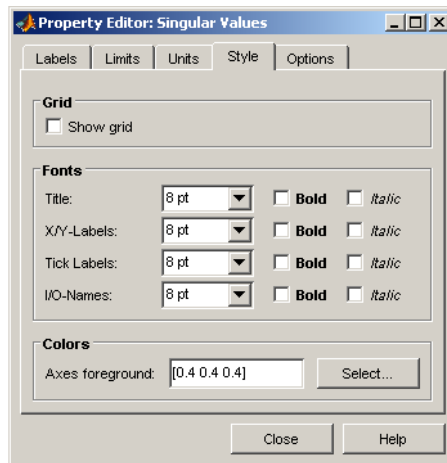 Property Editor: Singular Values
Labels Limits Units Style Options
Grid
Show grid
Fonts
Title: 8 pt Bold Italic
X/Y-Labels: 8 pt Bold Italic
Tick Labels: 8 pt Bold Italic
I/O-Names: 8 pt Bold Italic
Colors
Axes foreground: [0.4 0.4 0.4] Select...
Close Help